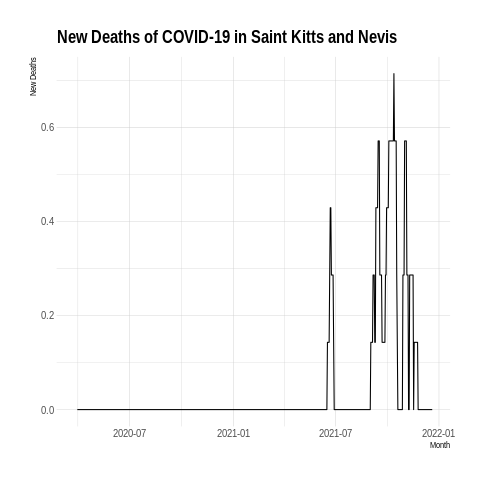 New Deaths of COVID-19 in Saint Kitts and Nevis
New Deaths
0.6
0.4
0.2
0.0
2020-07
2021-01
2021-07
2022-01
Month